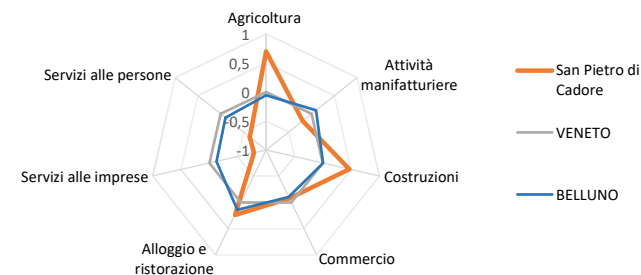 Agricoltura
1
0,5
0
-0,5
-1
Attività
manifatturiere
Costruzioni
Commercio
Alloggio e
ristorazione
Servizi alle imprese
Servizi alle persone
San Pietro di
Cadore
VENETO
BELLUNO